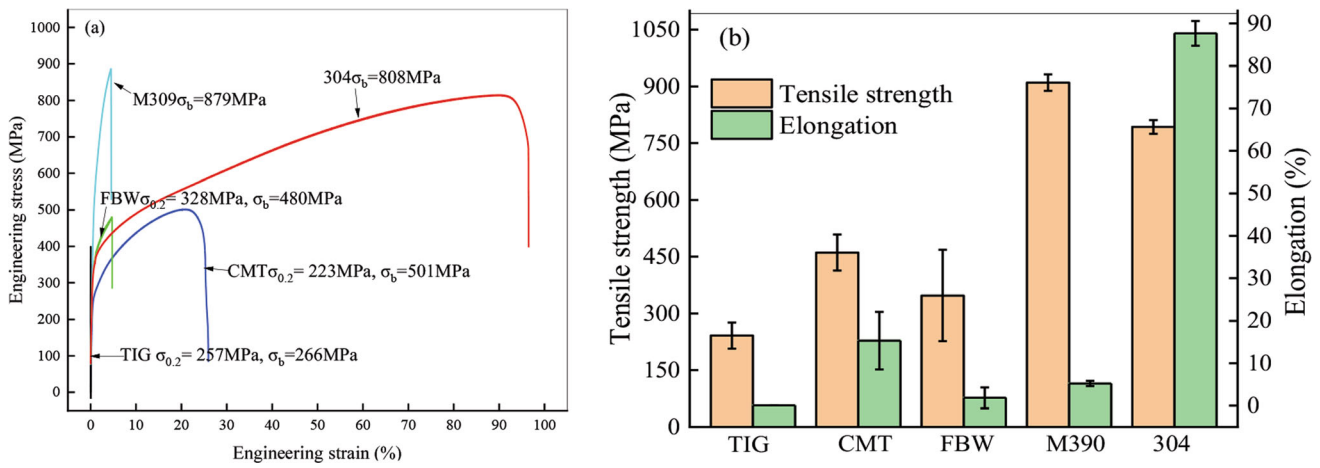 (a)
1000
900
800
700
600
500
400
300
200
100
0
Engineering stress (MPa)
304σb=808MPa
M309σb=879MPa
FBWσ0.2= 328MPa, σb=480MPa
CMTσ0.2= 223MPa, σb=501MPa
TIG σ0.2= 257MPa, σb=266MPa
0 10 20 30 40 50 60 70 80 90 100
Engineering strain (%)
(b)
1050
900
750
600
450
300
150
0
Tensile strength (MPa)
Tensile strength
Elongation
90
80
70
60
50
40
30
20
10
0
Elongation (%)
TIG CMT FBW M390 304